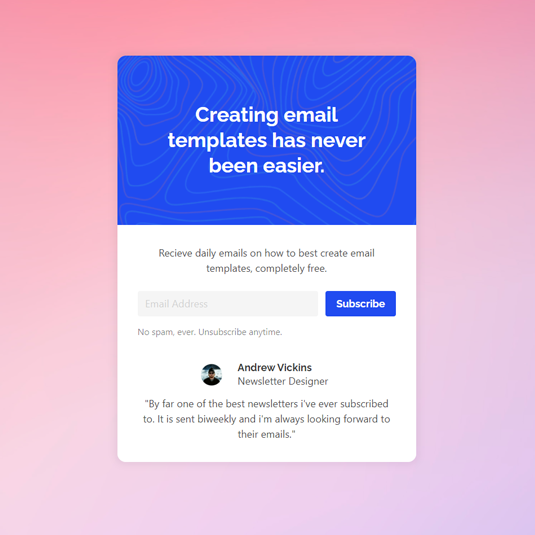 Creating email
templates has never
been easier.
Recieve daily emails on how to best create email
templates, completely free.
Email Address
Subscribe
No spam, ever. Unsubscribe anytime.
Andrew Vickins
Newsletter Designer
"By far one of the best newsletters i've ever subscribed
to. It is sent biweekly and i'm always looking forward to
their emails."